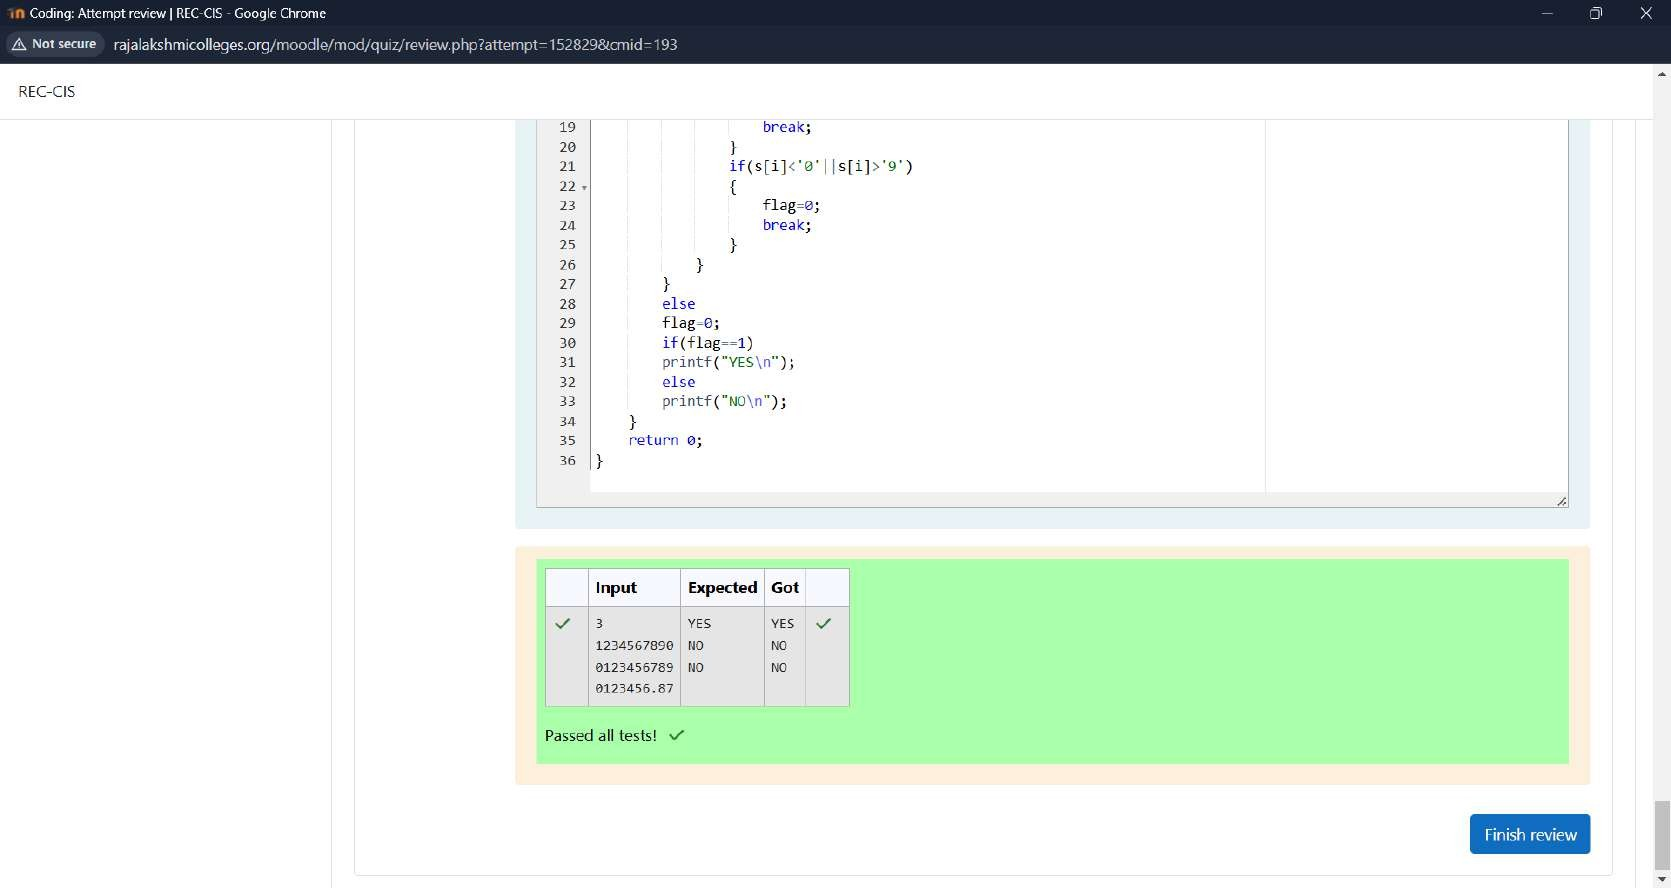 Coding: Attempt review | REC-CIS - Google Chrome
Not secure rajalakshmicolleges.org/moodle/mod/quiz/review.php?attempt=152829&cmid=193
REC-CIS
19 break;
20 }
21 if(s[i]<'0'||s[i]>'9')
22 {
23 flag=0;
24 break;
25 }
26 }
27 }
28 else
29 flag=0;
30 if(flag==1)
31 printf("YES\n");
32 else
33 printf("NO\n");
34 }
35 return 0;
36 }
Input Expected Got
3 YES YES
1234567890 NO NO
0123456789 NO NO
0123456.87
Passed all tests!
Finish review